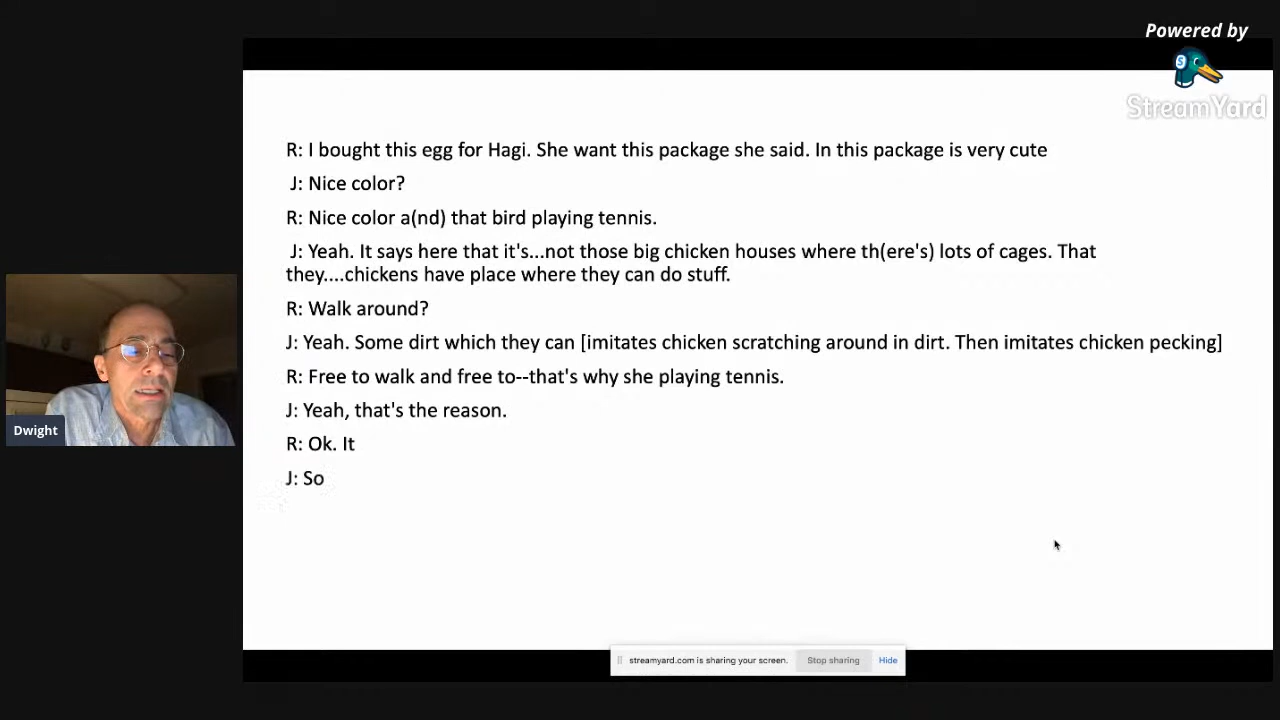 Powered by
StreamYard
R: I bought this egg for Hagi. She want this package she said. In this package is very cute
J: Nice color?
R: Nice color a(nd) that bird playing tennis.
J: Yeah. It says here that it's...not those big chicken houses where th(ere's) lots of cages. That
they....chickens have place where they can do stuff.
R: Walk around?
J: Yeah. Some dirt which they can [imitates chicken scratching around in dirt. Then imitates chicken pecking]
R: Free to walk and free to--that's why she playing tennis.
J: Yeah, that's the reason.
R: Ok. It
J: So
Dwight
streamyard.com is sharing your screen. Stop sharing Hide